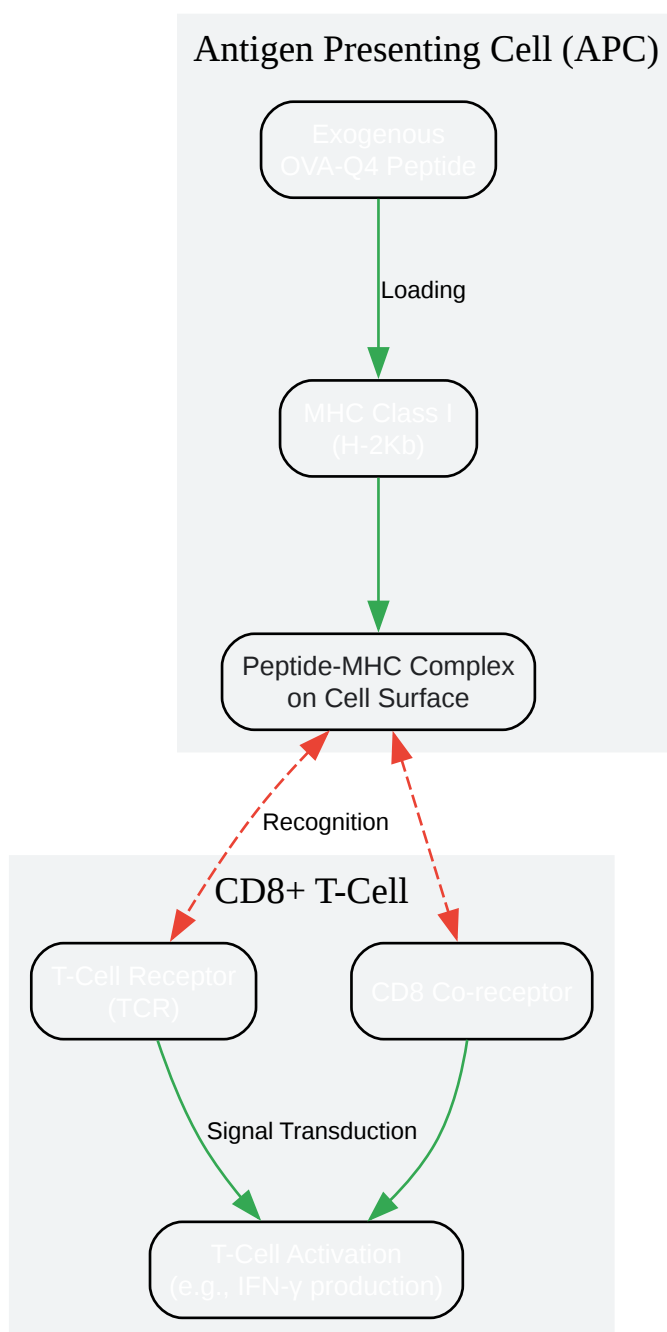 Antigen Presenting Cell (APC)
Exogenous
OVA-Q4 Peptide
Loading
MHC Class I
(H-2Kb)
Peptide-MHC Complex
on Cell Surface
Recognition
CD8+ T-Cell
T-Cell Receptor
(TCR)
CD8 Co-receptor
Signal Transduction
T-Cell Activation
(e.g., IFN-γ production)